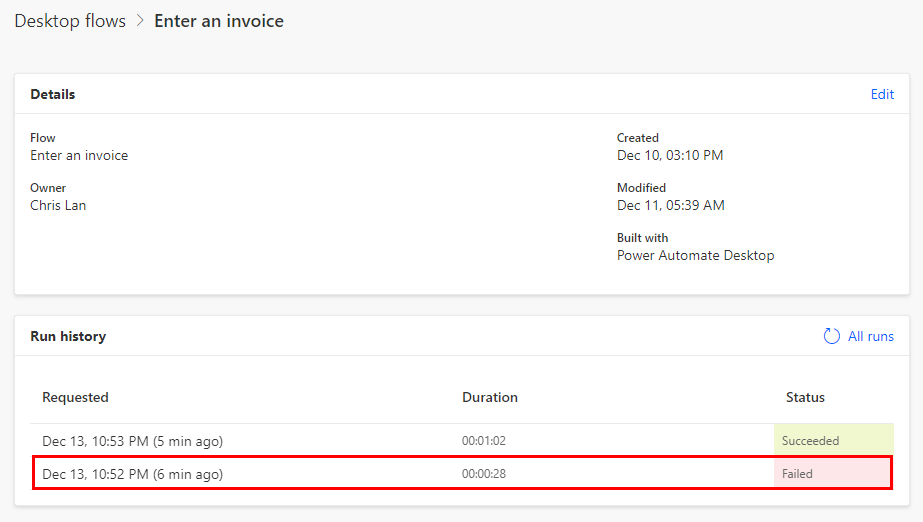 Desktop flows > Enter an invoice
Details Edit
Flow
Enter an invoice
Owner
Chris Lan
Created
Dec 10, 03:10 PM
Modified
Dec 11, 05:39 AM
Built with
Power Automate Desktop
Run history All runs
Requested Duration Status
Dec 13, 10:53 PM (5 min ago) 00:01:02 Succeeded
Dec 13, 10:52 PM (6 min ago) 00:00:28 Failed